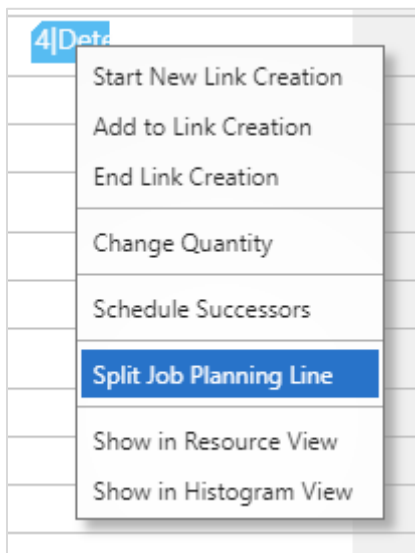 4|Dete
Start New Link Creation
Add to Link Creation
End Link Creation
Change Quantity
Schedule Successors
Split Job Planning Line
Show in Resource View
Show in Histogram View